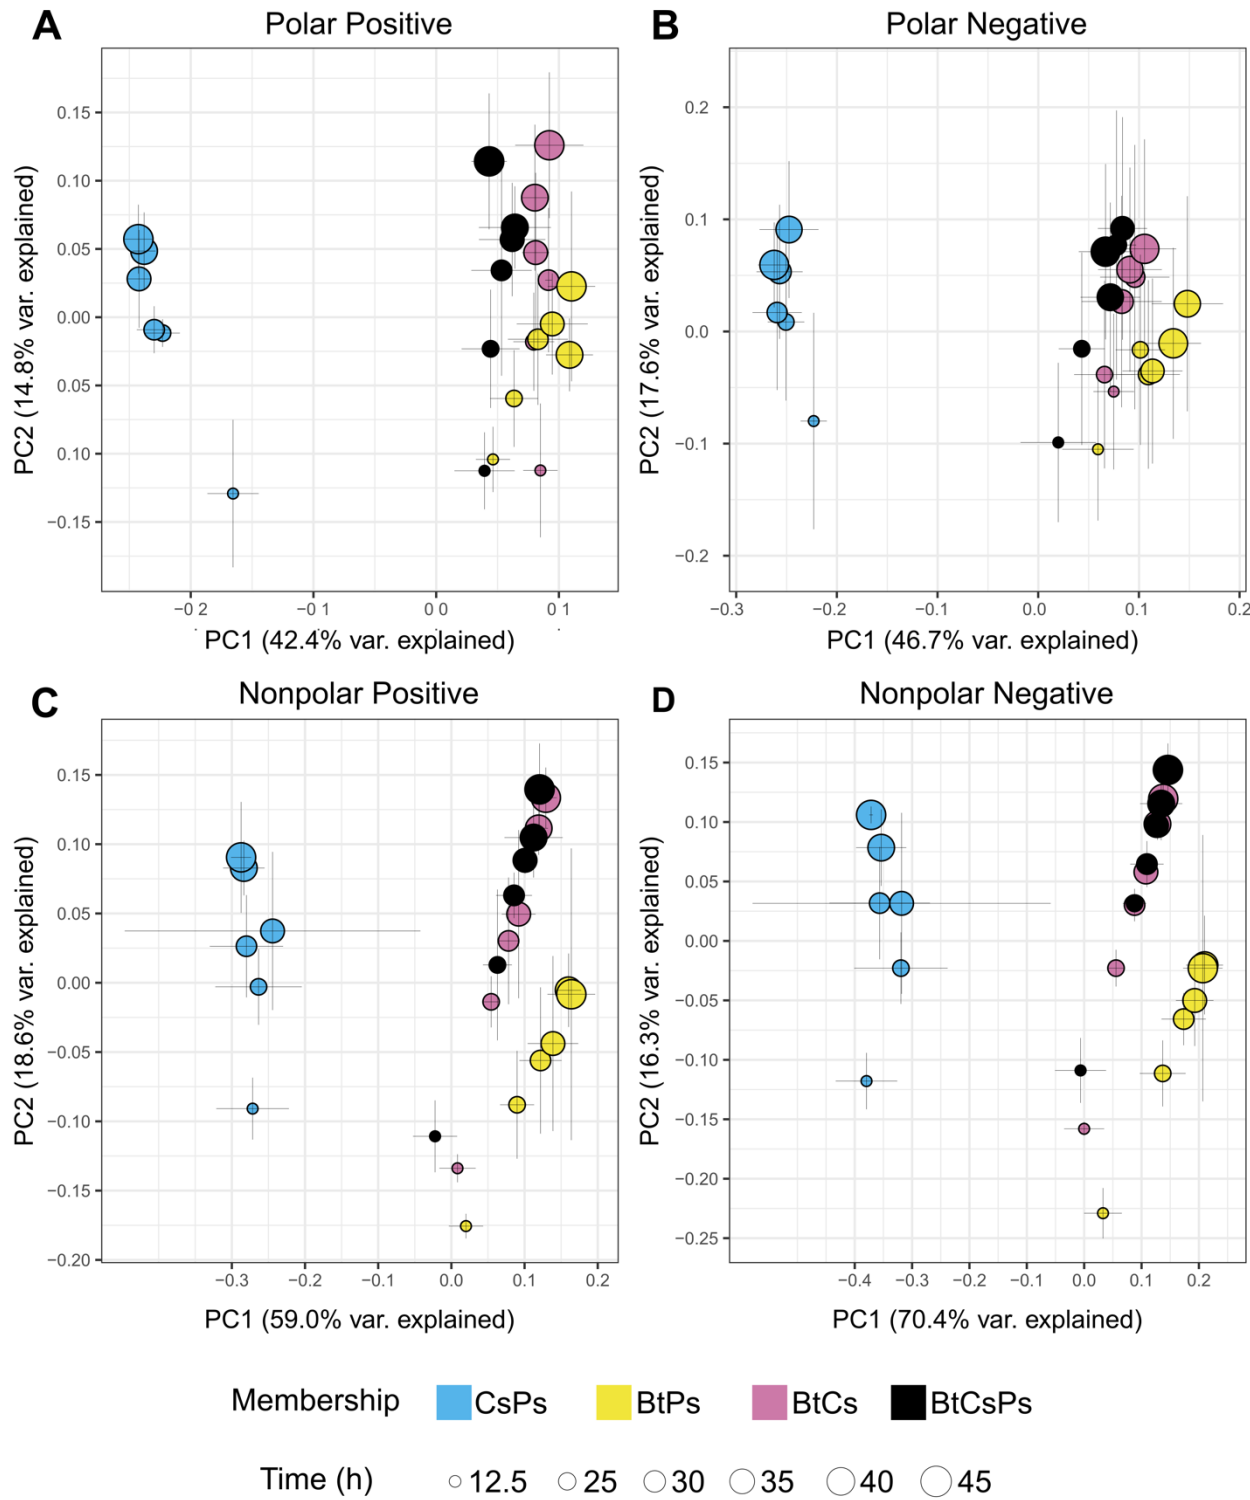 A Polar Positive
B Polar Negative
0.15
0.10
0.05
0.00
0.05
0.10
−0.15
PC2 (14.8% var. explained)
−0.2 −0.1 0.0 0.1
PC1 (42.4% var. explained)
0.2
0.1
0.0
−0.1
−0.2
PC2 (17.6% var. explained)
−0.3 −0.2 −0.1 0.0 0.1 0.2
PC1 (46.7% var. explained)
C Nonpolar Positive
D Nonpolar Negative
0.15
0.10
0.05
0.00
−0.05
−0.10
−0.15
−0.20
PC2 (18.6% var. explained)
−0.3 −0.2 −0.1 0.0 0.1 0.2
PC1 (59.0% var. explained)
0.15
0.10
0.05
0.00
−0.05
−0.10
−0.15
−0.20
−0.25
PC2 (16.3% var. explained)
−0.4 −0.3 −0.2 −0.1 0.0 0.1 0.2
PC1 (70.4% var. explained)
Membership CsPs BtPs BtCs BtCsPs
Time (h) 12.5 25 30 35 40 45